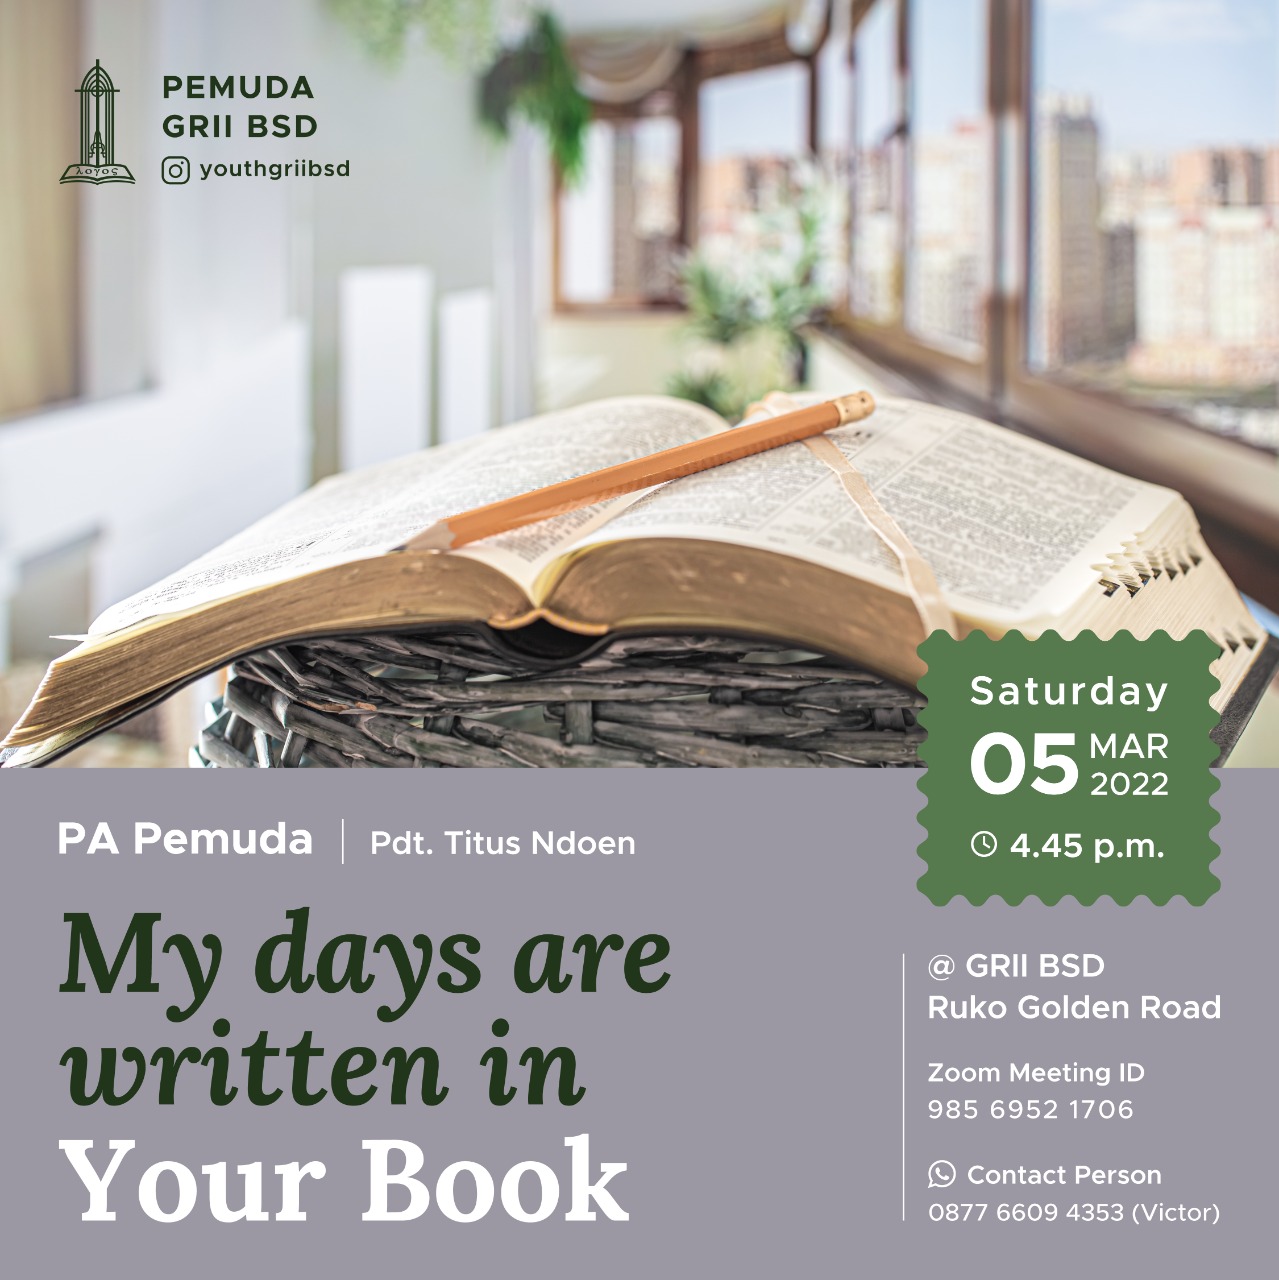 PEMUDA
GRII BSD
youthgriibsd
λογος
Saturday
05 MAR
2022
4.45 p.m.
PA Pemuda | Pdt. Titus Ndoen
My days are
written in
Your Book
@ GRII BSD
Ruko Golden Road
Zoom Meeting ID
985 6952 1706
Contact Person
0877 6609 4353 (Victor)